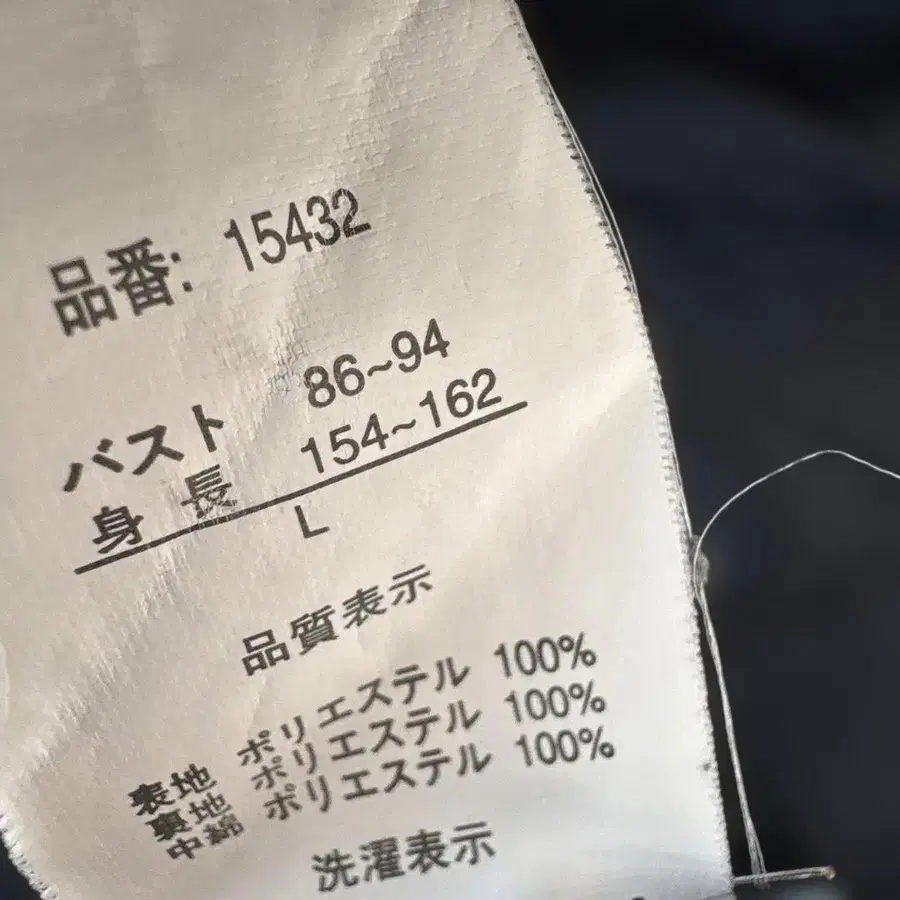 品番: 15432
バスト 86~94
身長 154~162
L
品質表示
表地 ポリエステル 100%
裏地 ポリエステル 100%
中綿 ポリエステル 100%
洗濯表示